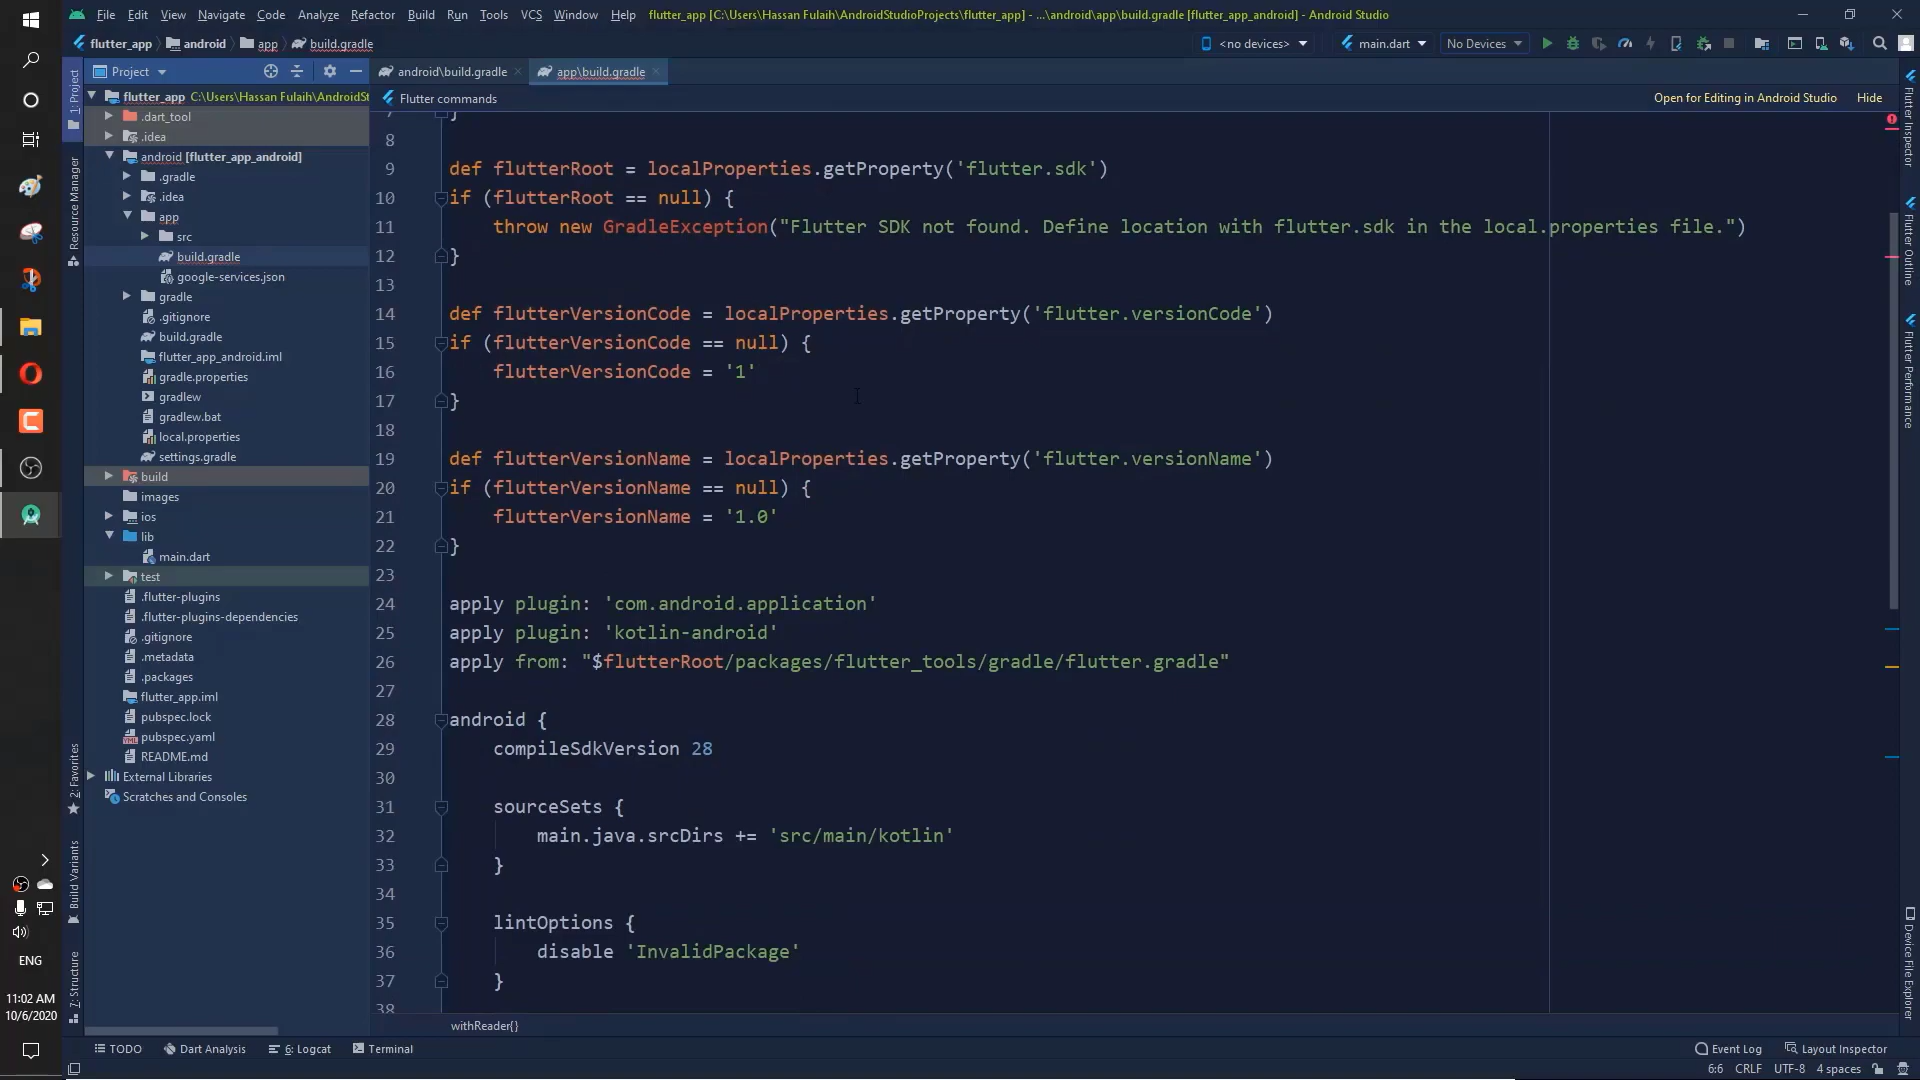 File Edit View Navigate Code Analyze Refactor Build Run Tools VCS Window Help flutter_app [C:\Users\Hassan Fulaih\AndroidStudioProjects\flutter_app] - ...\android\app\build.gradle [flutter_app_android] - Android Studio
flutter_app android app build.gradle <no devices> main.dart No Devices
Project android\build.gradle app\build.gradle
Flutter commands Open for Editing in Android Studio Hide
flutter_app C:\Users\Hassan Fulaih\AndroidSt
.dart_tool
.idea
android [flutter_app_android]
.gradle
.idea
app
src
build.gradle
google-services.json
gradle
.gitignore
build.gradle
flutter_app_android.iml
gradle.properties
gradlew
gradlew.bat
local.properties
settings.gradle
build
images
ios
lib
main.dart
test
.flutter-plugins
.flutter-plugins-dependencies
.gitignore
.metadata
.packages
flutter_app.iml
pubspec.lock
pubspec.yaml
README.md
External Libraries
Scratches and Consoles
7 }
8
9 def flutterRoot = localProperties.getProperty('flutter.sdk')
10 if (flutterRoot == null) {
11 throw new GradleException("Flutter SDK not found. Define location with flutter.sdk in the local.properties file.")
12 }
13
14 def flutterVersionCode = localProperties.getProperty('flutter.versionCode')
15 if (flutterVersionCode == null) {
16 flutterVersionCode = '1'
17 }
18
19 def flutterVersionName = localProperties.getProperty('flutter.versionName')
20 if (flutterVersionName == null) {
21 flutterVersionName = '1.0'
22 }
23
24 apply plugin: 'com.android.application'
25 apply plugin: 'kotlin-android'
26 apply from: "$flutterRoot/packages/flutter_tools/gradle/flutter.gradle"
27
28 android {
29 compileSdkVersion 28
30
31 sourceSets {
32 main.java.srcDirs += 'src/main/kotlin'
33 }
34
35 lintOptions {
36 disable 'InvalidPackage'
37 }
38
withReader{}
1: Project
Resource Manager
2: Favorites
Build Variants
7: Structure
Flutter Inspector
Flutter Outline
Flutter Performance
Device File Explorer
TODO Dart Analysis 6: Logcat Terminal Event Log Layout Inspector
6:6 CRLF UTF-8 4 spaces
ENG
11:02 AM
10/6/2020